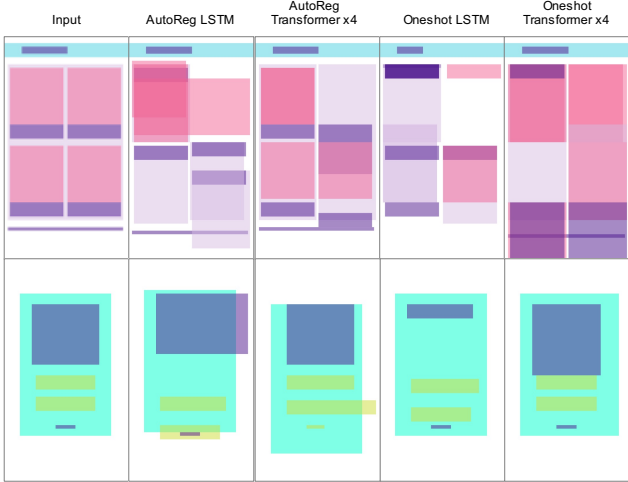 Input
AutoReg LSTM
AutoReg
Transformer x4
Oneshot LSTM
Oneshot
Transformer x4